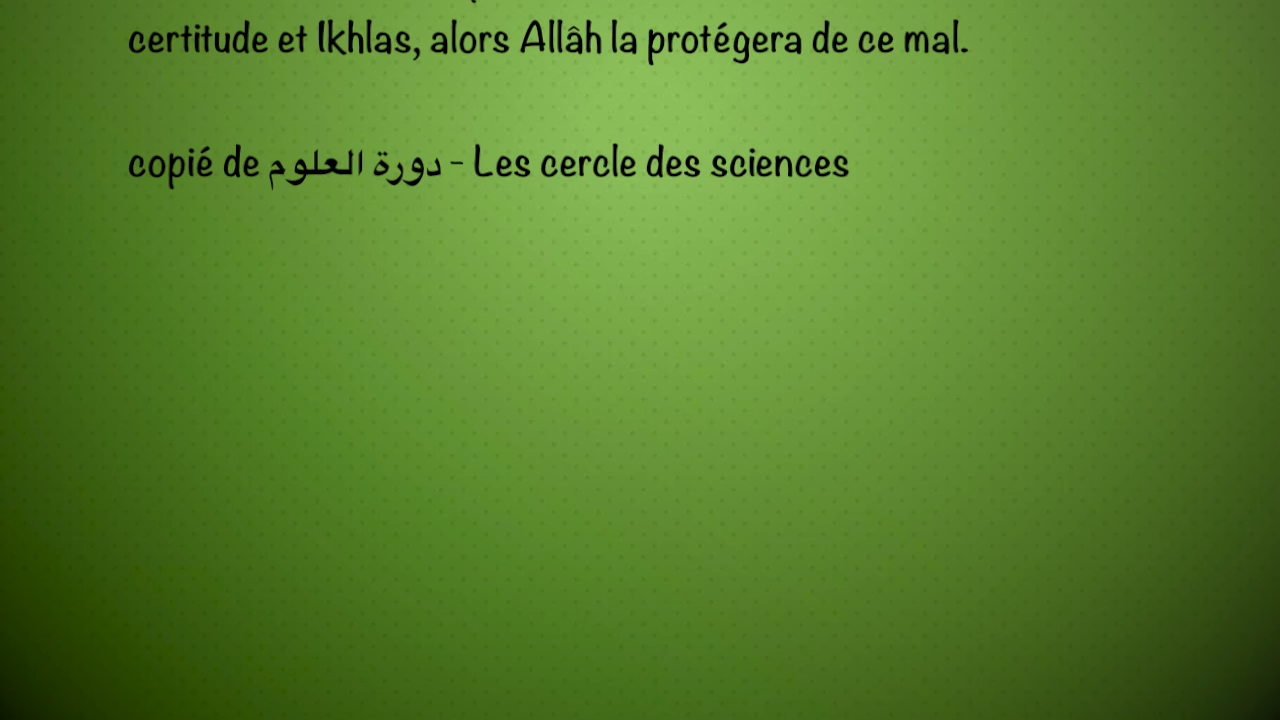 certitude et Ikhlas, alors Allâh la protégera de ce mal.
copié de دورة العلوم - Les cercle des sciences